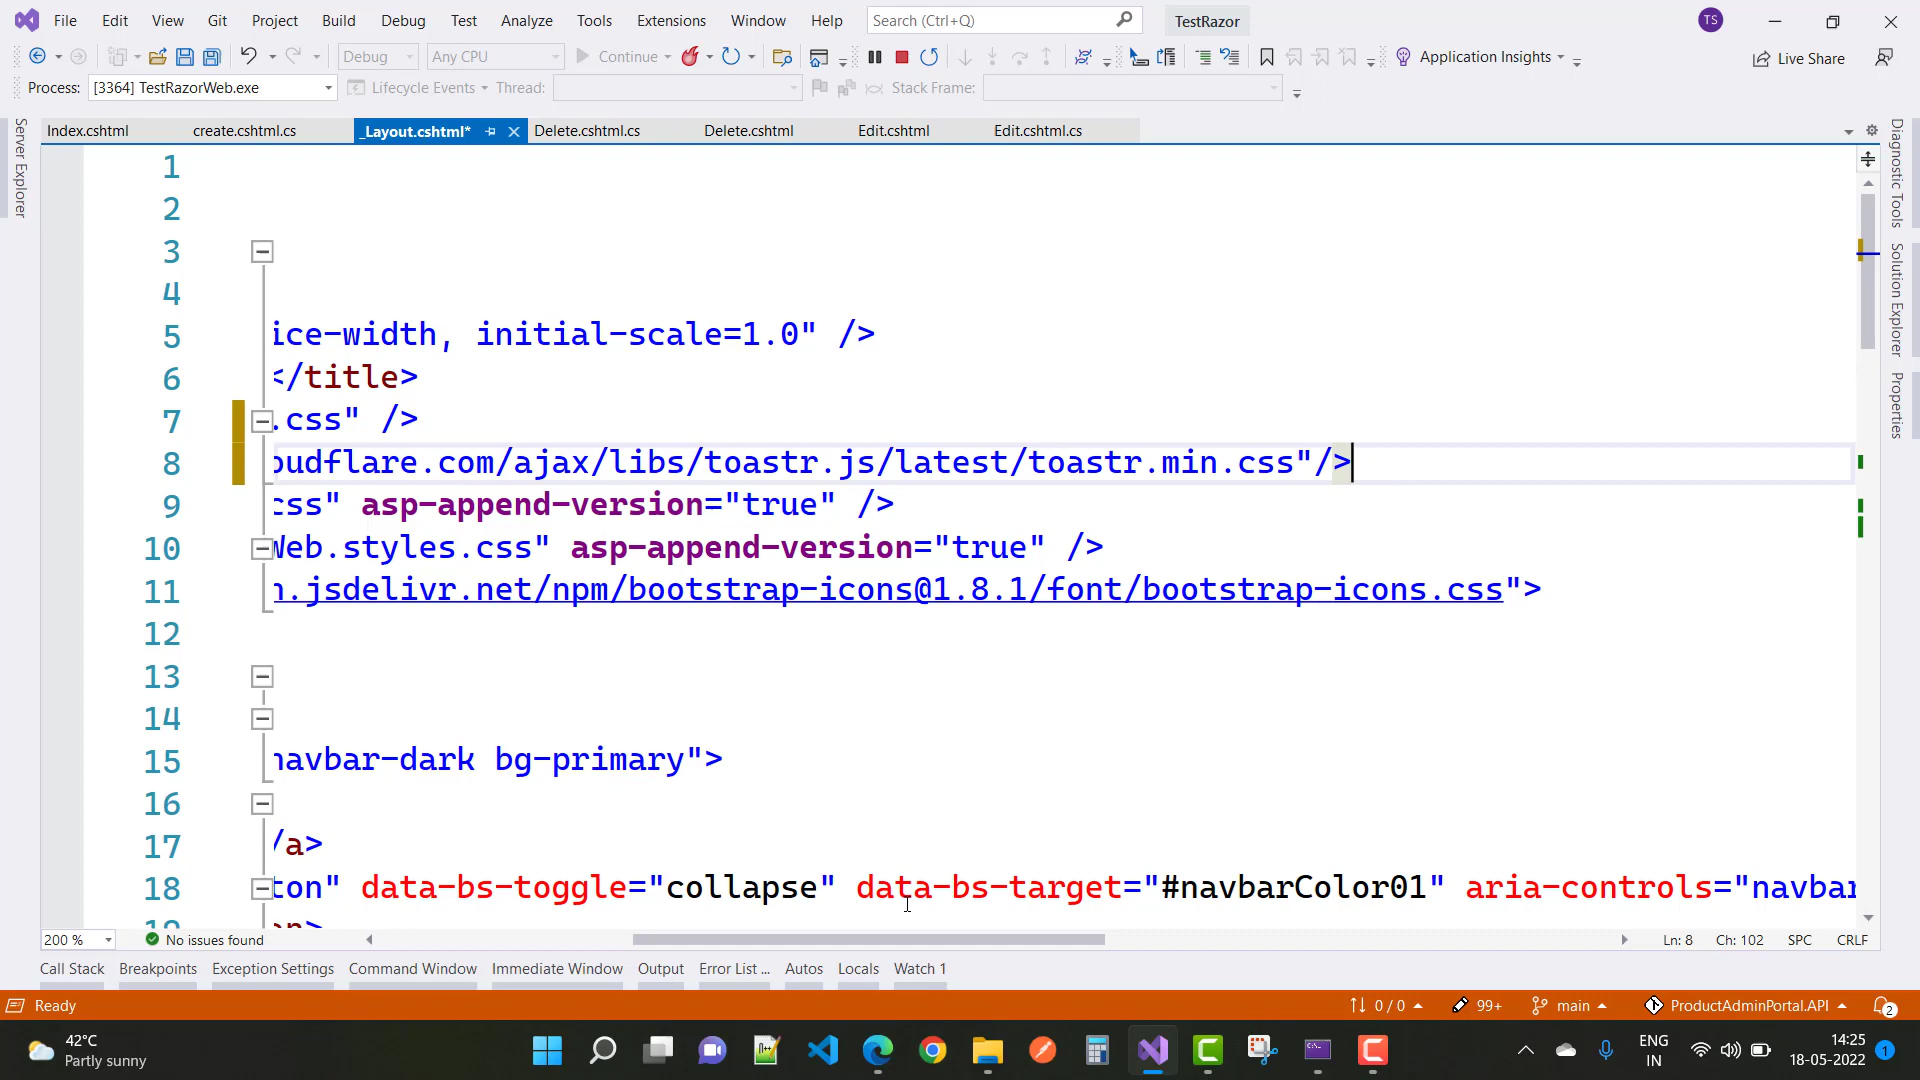 File Edit View Git Project Build Debug Test Analyze Tools Extensions Window Help Search (Ctrl+Q) TestRazor TS
Debug Any CPU Continue Application Insights Live Share
Process: [3364] TestRazorWeb.exe Lifecycle Events Thread: Stack Frame:
Index.cshtml create.cshtml.cs _Layout.cshtml* Delete.cshtml.cs Delete.cshtml Edit.cshtml Edit.cshtml.cs
Server Explorer
Diagnostic Tools
Solution Explorer
Properties
1
2
3
4
5 ice-width, initial-scale=1.0" />
6 </title>
7 .css" />
8 oudflare.com/ajax/libs/toastr.js/latest/toastr.min.css"/>
9 css" asp-append-version="true" />
10 Web.styles.css" asp-append-version="true" />
11 n.jsdelivr.net/npm/bootstrap-icons@1.8.1/font/bootstrap-icons.css">
12
13
14
15 navbar-dark bg-primary">
16
17 /a>
18 ton" data-bs-toggle="collapse" data-bs-target="#navbarColor01" aria-controls="navbar
19
200 % No issues found Ln: 8 Ch: 102 SPC CRLF
Call Stack Breakpoints Exception Settings Command Window Immediate Window Output Error List ... Autos Locals Watch 1
Ready 0 / 0 99+ main ProductAdminPortal.API 2
42°C
Partly sunny
ENG
IN
14:25
18-05-2022
1